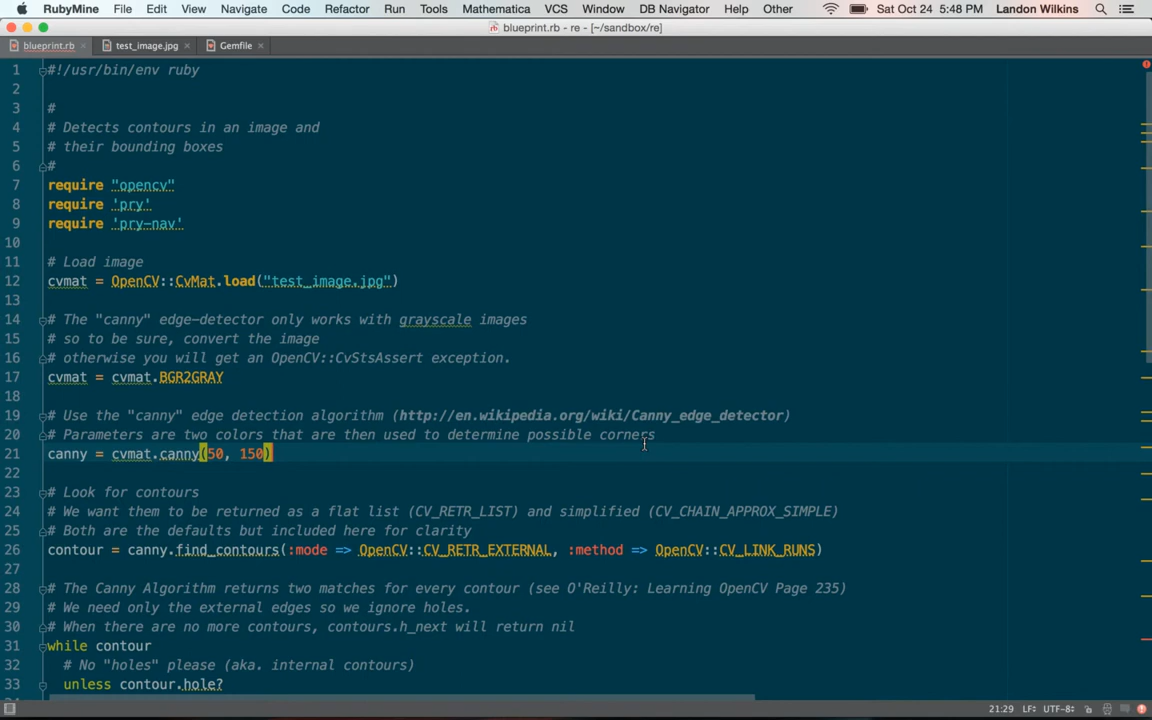 RubyMine File Edit View Navigate Code Refactor Run Tools Mathematica VCS Window DB Navigator Help Other Sat Oct 24 5:48 PM Landon Wilkins
blueprint.rb - re - [~/sandbox/re]
blueprint.rb test_image.jpg Gemfile
1 #!/usr/bin/env ruby
2
3 #
4 # Detects contours in an image and
5 # their bounding boxes
6 #
7 require "opencv"
8 require 'pry'
9 require 'pry-nav'
10
11 # Load image
12 cvmat = OpenCV::CvMat.load("test_image.jpg")
13
14 # The "canny" edge-detector only works with grayscale images
15 # so to be sure, convert the image
16 # otherwise you will get an OpenCV::CvStsAssert exception.
17 cvmat = cvmat.BGR2GRAY
18
19 # Use the "canny" edge detection algorithm (http://en.wikipedia.org/wiki/Canny_edge_detector)
20 # Parameters are two colors that are then used to determine possible corners
21 canny = cvmat.canny(50, 150)
22
23 # Look for contours
24 # We want them to be returned as a flat list (CV_RETR_LIST) and simplified (CV_CHAIN_APPROX_SIMPLE)
25 # Both are the defaults but included here for clarity
26 contour = canny.find_contours(:mode => OpenCV::CV_RETR_EXTERNAL, :method => OpenCV::CV_LINK_RUNS)
27
28 # The Canny Algorithm returns two matches for every contour (see O'Reilly: Learning OpenCV Page 235)
29 # We need only the external edges so we ignore holes.
30 # When there are no more contours, contours.h_next will return nil
31 while contour
32 # No "holes" please (aka. internal contours)
33 unless contour.hole?
21:29 LF UTF-8